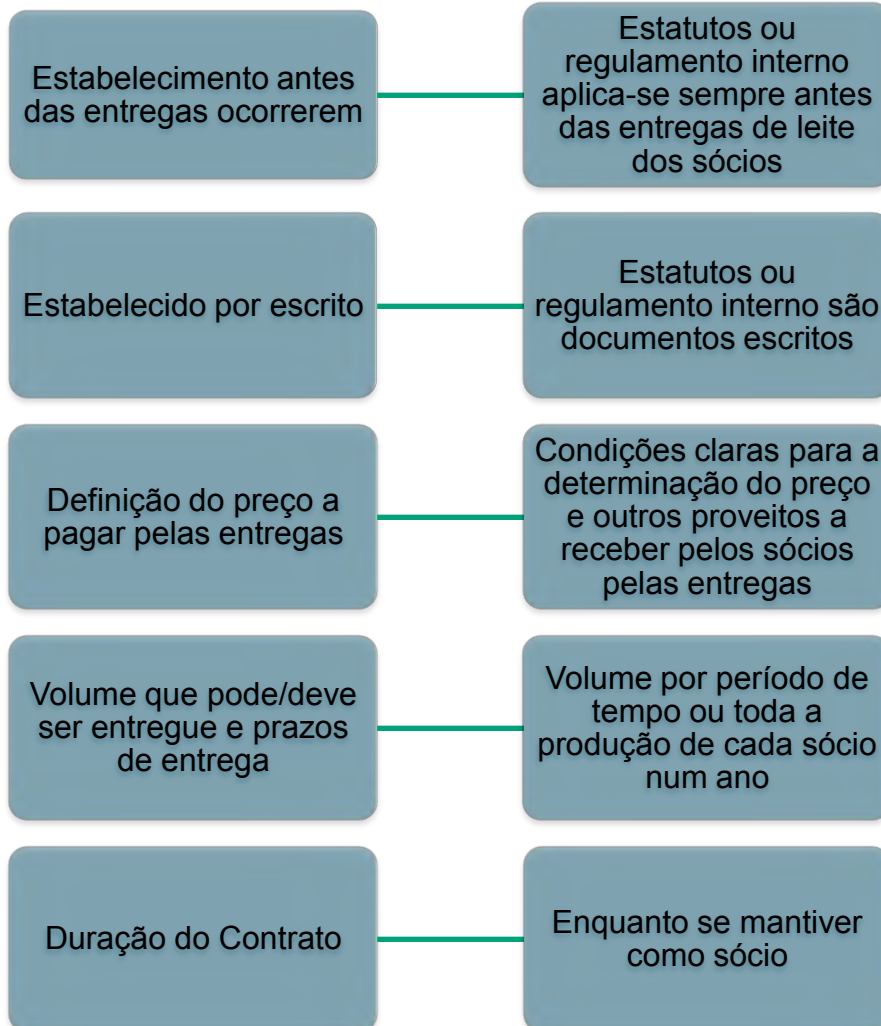 Estabelecimento antes
das entregas ocorrerem
Estatutos ou
regulamento interno
aplica-se sempre antes
das entregas de leite
dos sócios
Estabelecido por escrito
Estatutos ou
regulamento interno são
documentos escritos
Definição do preço a
pagar pelas entregas
Condições claras para a
determinação do preço
e outros proveitos a
receber pelos sócios
pelas entregas
Volume que pode/deve
ser entregue e prazos
de entrega
Volume por período de
tempo ou toda a
produção de cada sócio
num ano
Duração do Contrato
Enquanto se mantiver
como sócio